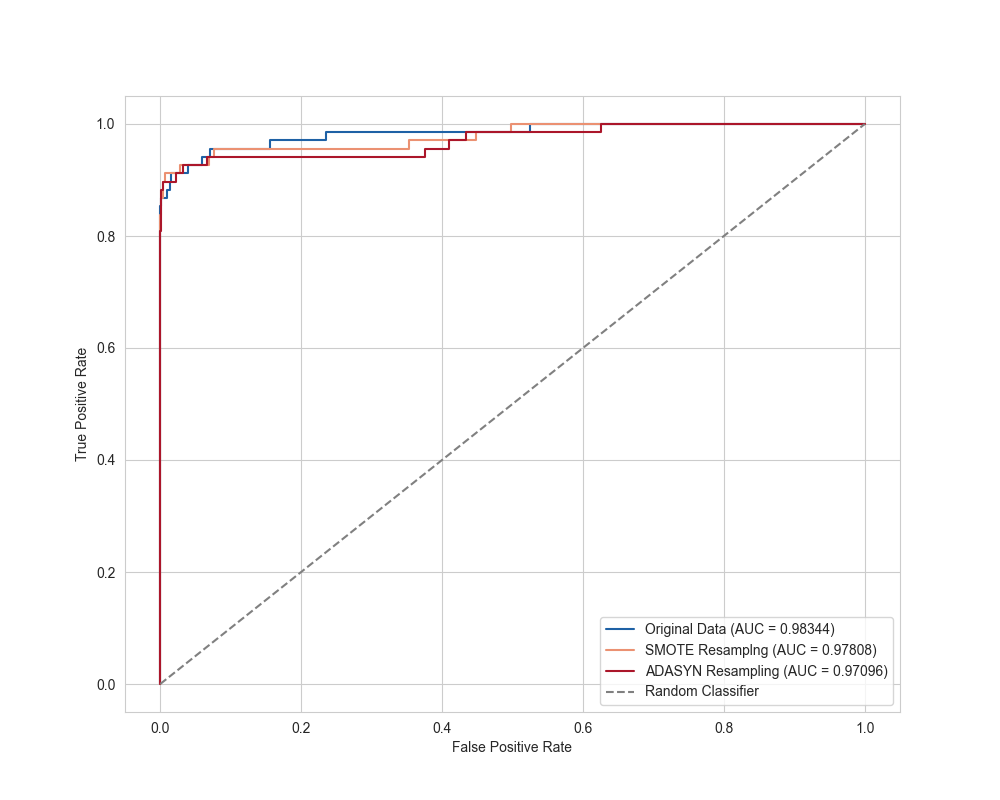 1.0
0.8
0.6
0.4
0.2
0.0
True Positive Rate
0.0 0.2 0.4 0.6 0.8 1.0
False Positive Rate
Original Data (AUC = 0.98344)
SMOTE Resamplng (AUC = 0.97808)
ADASYN Resampling (AUC = 0.97096)
Random Classifier